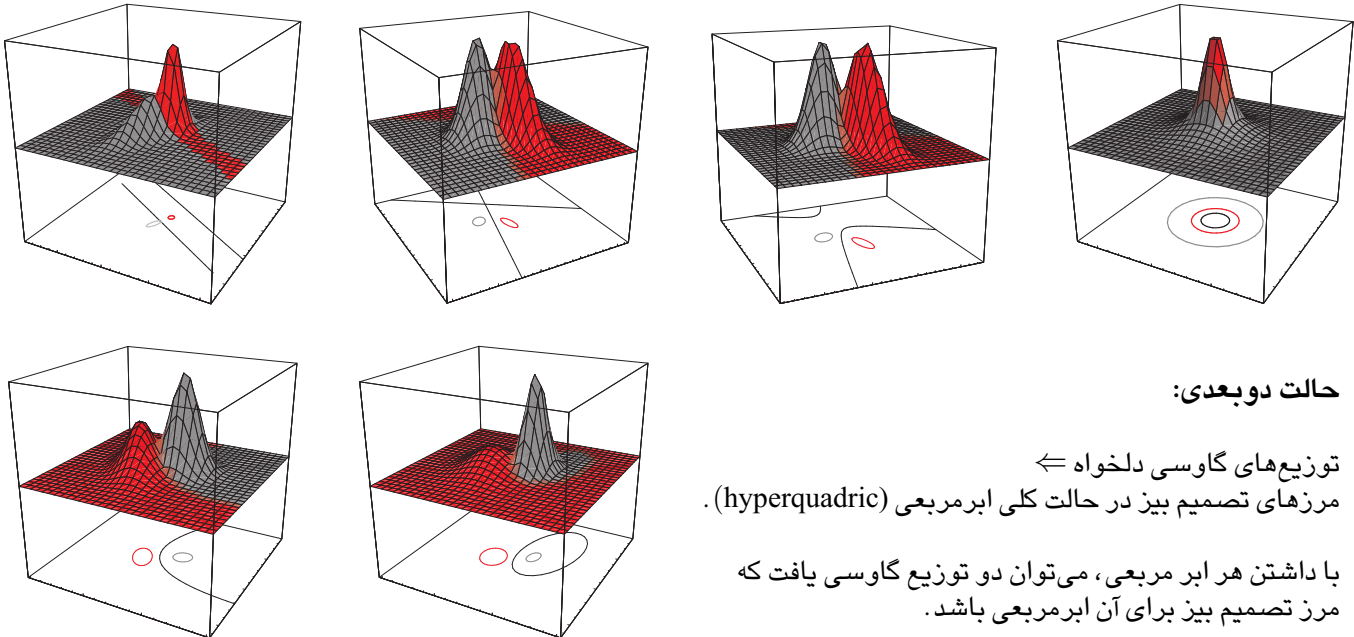 حالت دوبعدی:
توزیع‌های گاوسی دلخواه ⇐
مرزهای تصمیم بیز در حالت کلی ابرمربعی (hyperquadric).
با داشتن هر ابر مربعی، می‌توان دو توزیع گاوسی یافت که
مرز تصمیم بیز برای آن ابرمربعی باشد.